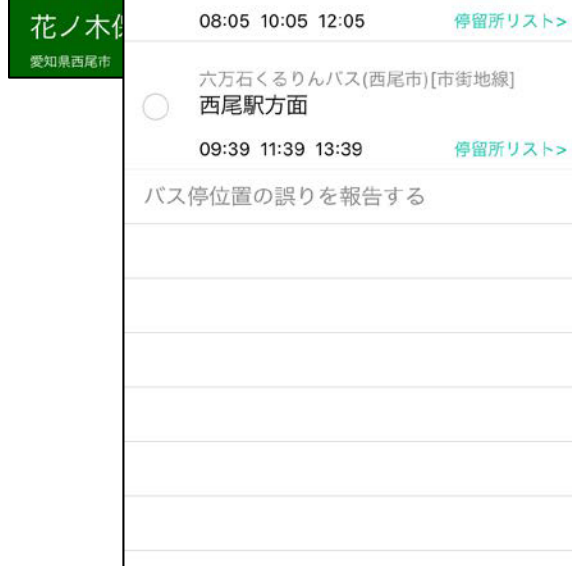 花ノ木
愛知県西尾市
08:05 10:05 12:05 停留所リスト>
六万石くるりんバス(西尾市)[市街地線]
西尾駅方面
09:39 11:39 13:39 停留所リスト>
バス停位置の誤りを報告する